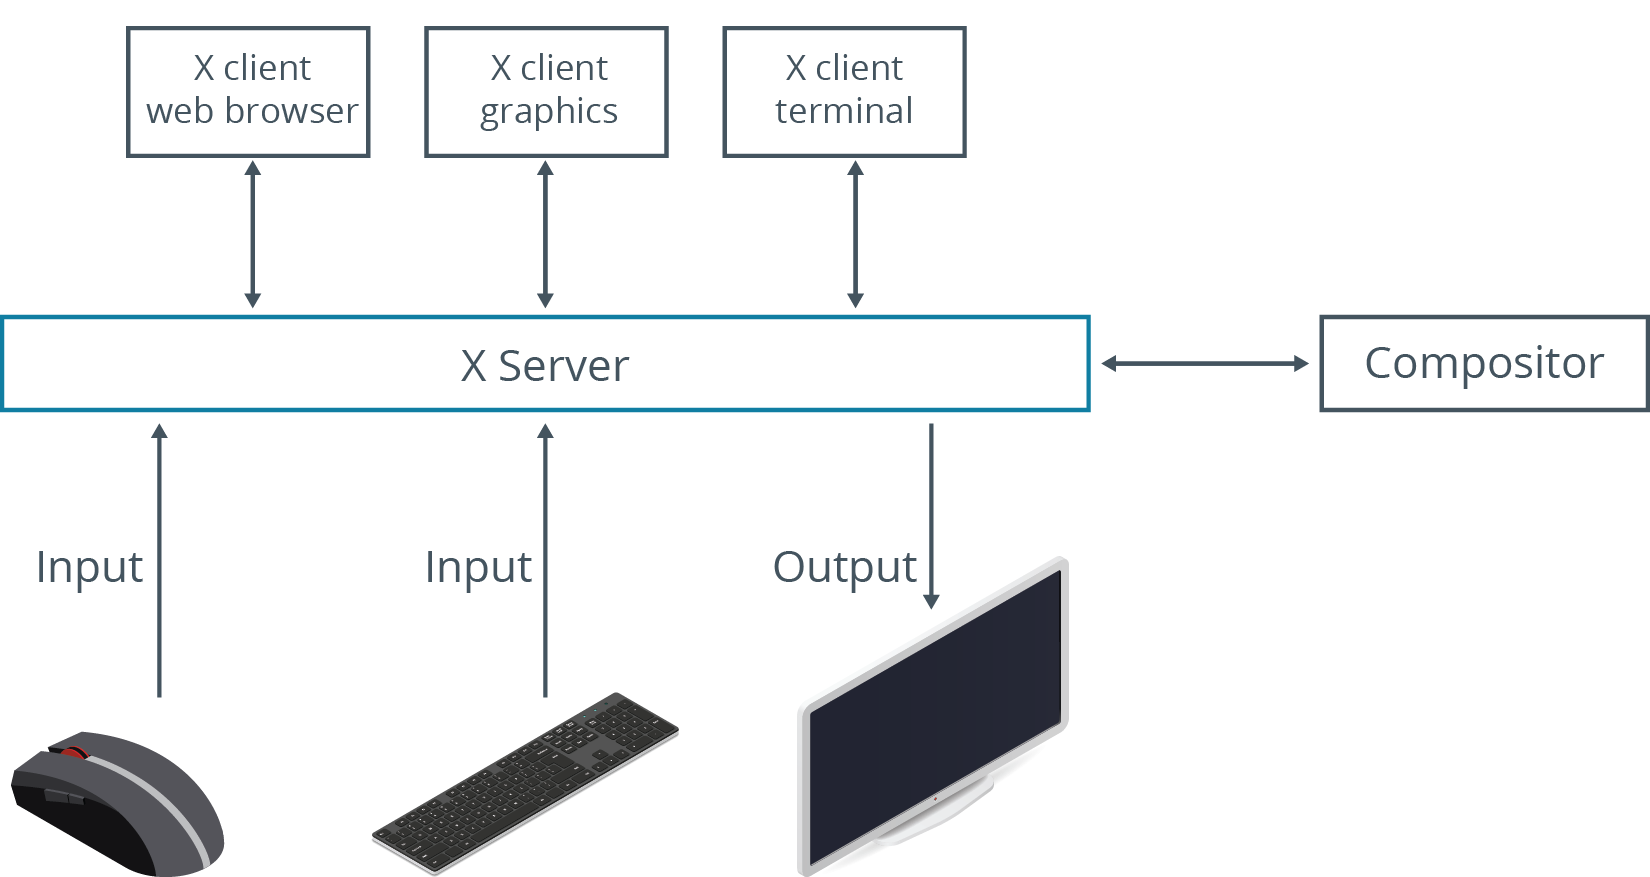 X client
web browser
X client
graphics
X client
terminal
X Server
Compositor
Input
Input
Output